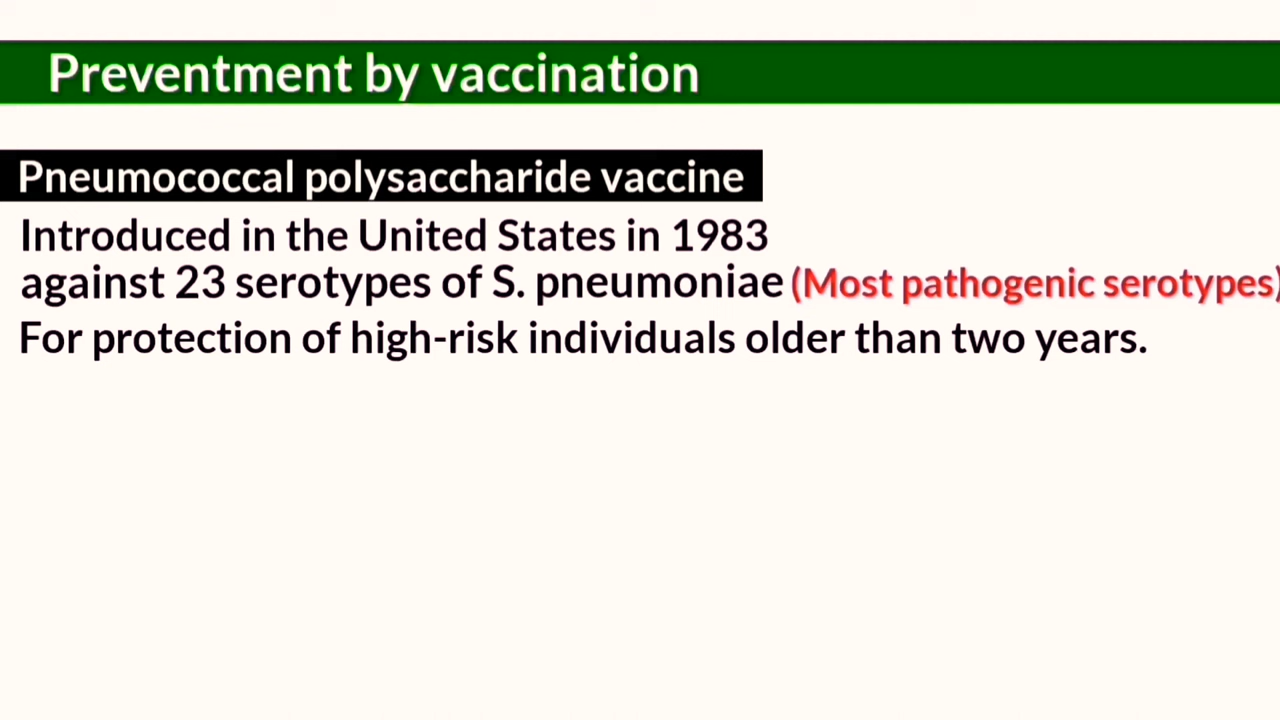 Preventment by vaccination
Pneumococcal polysaccharide vaccine
Introduced in the United States in 1983
against 23 serotypes of S. pneumoniae (Most pathogenic serotypes)
For protection of high-risk individuals older than two years.